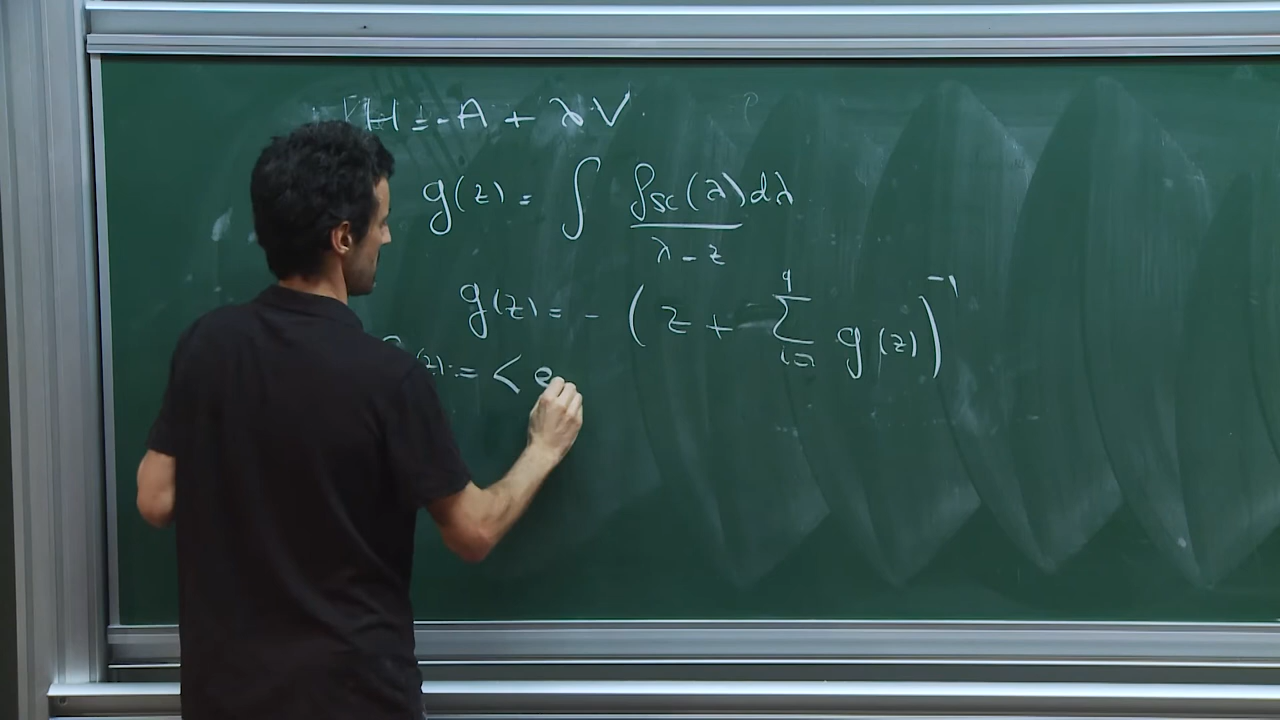 H = -A + λV.
g(z) = ∫ ρsc(λ)dλ / λ - z
g(z) = - (z + Σ g(z))⁻¹
(z) = < e